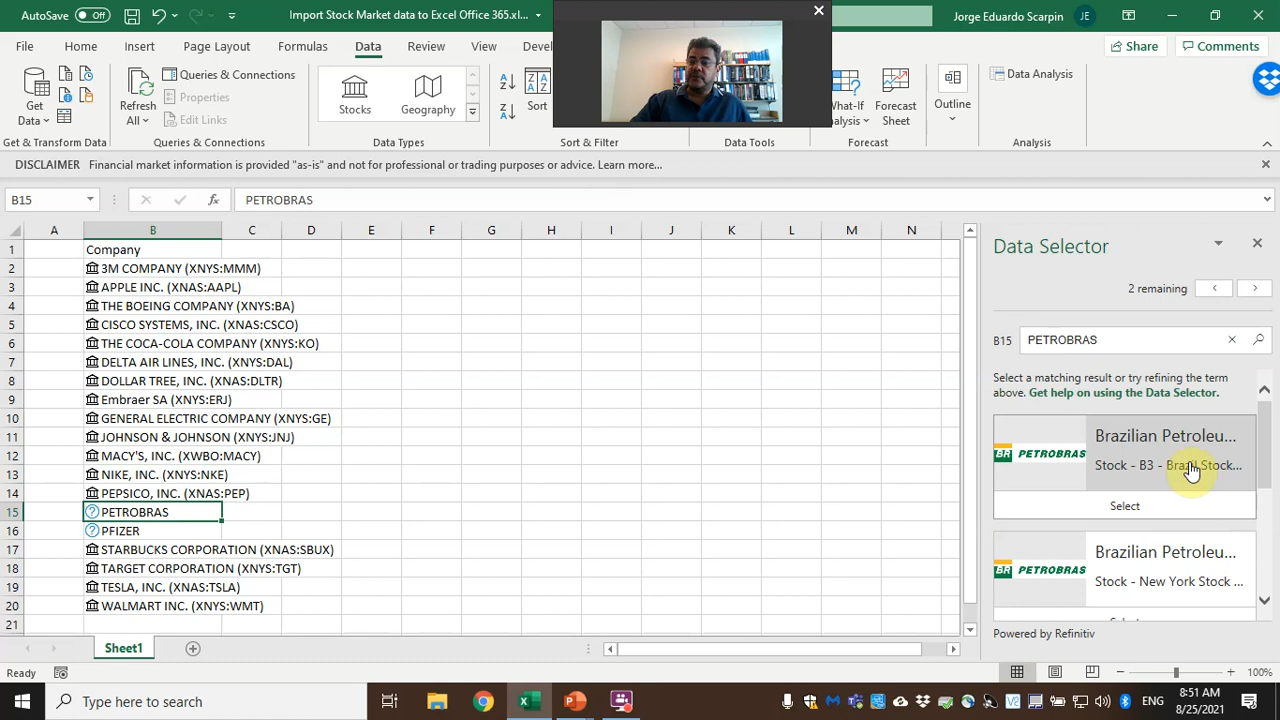 AutoSave Off Import Stock Market data to Excel Office 365.xl... Jorge Eduardo Scarpin JE
File Home Insert Page Layout Formulas Data Review View Devel Share Comments
Get Data Refresh All Queries & Connections Properties Edit Links Stocks Geography Sort What-If Analysis Forecast Sheet Outline Data Analysis
Get & Transform Data Queries & Connections Data Types Sort & Filter Data Tools Forecast Analysis
DISCLAIMER Financial market information is provided "as-is" and not for professional or trading purposes or advice. Learn more...
B15 fx PETROBRAS
A B C D E F G H I J K L M N
1 Company
2 3M COMPANY (XNYS:MMM)
3 APPLE INC. (XNAS:AAPL)
4 THE BOEING COMPANY (XNYS:BA)
5 CISCO SYSTEMS, INC. (XNAS:CSCO)
6 THE COCA-COLA COMPANY (XNYS:KO)
7 DELTA AIR LINES, INC. (XNYS:DAL)
8 DOLLAR TREE, INC. (XNAS:DLTR)
9 Embraer SA (XNYS:ERJ)
10 GENERAL ELECTRIC COMPANY (XNYS:GE)
11 JOHNSON & JOHNSON (XNYS:JNJ)
12 MACY'S, INC. (XWBO:MACY)
13 NIKE, INC. (XNYS:NKE)
14 PEPSICO, INC. (XNAS:PEP)
15 PETROBRAS
16 PFIZER
17 STARBUCKS CORPORATION (XNAS:SBUX)
18 TARGET CORPORATION (XNYS:TGT)
19 TESLA, INC. (XNAS:TSLA)
20 WALMART INC. (XNYS:WMT)
21
Data Selector
2 remaining
B15 PETROBRAS
Select a matching result or try refining the term
above. Get help on using the Data Selector.
BR PETROBRAS Brazilian Petroleu...
Stock - B3 - Brazil Stock...
Select
BR PETROBRAS Brazilian Petroleu...
Stock - New York Stock ...
Powered by Refinitiv
Sheet1
Ready 100%
Type here to search ENG 8:51 AM 8/25/2021